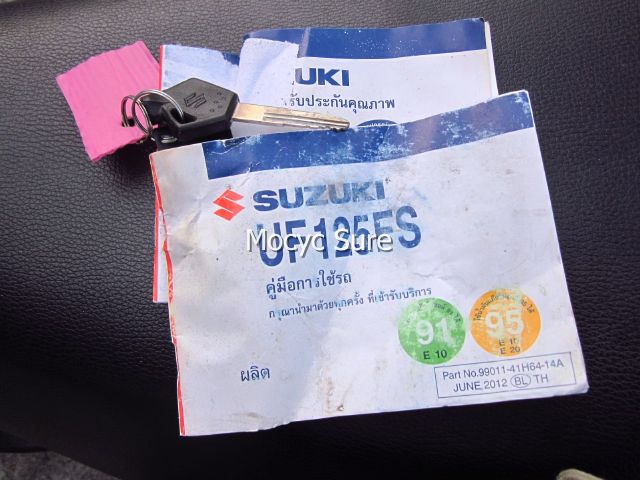 UKI
รับประกันคุณภาพ
SUZUKI
UF125FS
Mocyc Sure
คู่มือการใช้รถ
กรุณานำมาด้วยทุกครั้ง ที่เข้ารับบริการ
91
E 10
95
E 10
E 20
ผลิต
Part No.99011-41H64-14A
JUNE 2012 BL TH